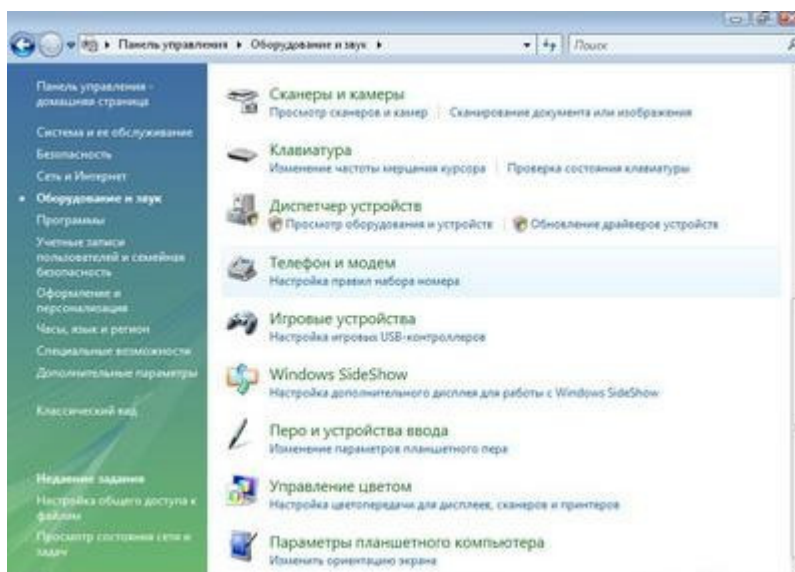 Панель управления ▸ Оборудование и звук ▸
Поиск
Панель управления -
домашняя страница
Система и ее обслуживание
Безопасность
Сеть и Интернет
Оборудование и звук
Программы
Учетные записи
пользователей и семейная
безопасность
Оформление и
персонализация
Часы, язык и регион
Специальные возможности
Дополнительные параметры
Классический вид
Недавние задания
Настройка общего доступа к
файлам
Просмотр состояния сети и
задач
Сканеры и камеры
Просмотр сканеров и камер | Сканирование документа или изображения
Клавиатура
Изменение частоты мерцания курсора | Проверка состояния клавиатуры
Диспетчер устройств
Просмотр оборудования и устройств | Обновление драйверов устройств
Телефон и модем
Настройка правил набора номера
Игровые устройства
Настройка игровых USB-контроллеров
Windows SideShow
Настройка дополнительного дисплея для работы с Windows SideShow
Перо и устройства ввода
Изменение параметров планшетного пера
Управление цветом
Настройка цветопередачи для дисплеев, сканеров и принтеров
Параметры планшетного компьютера
Изменить ориентацию экрана